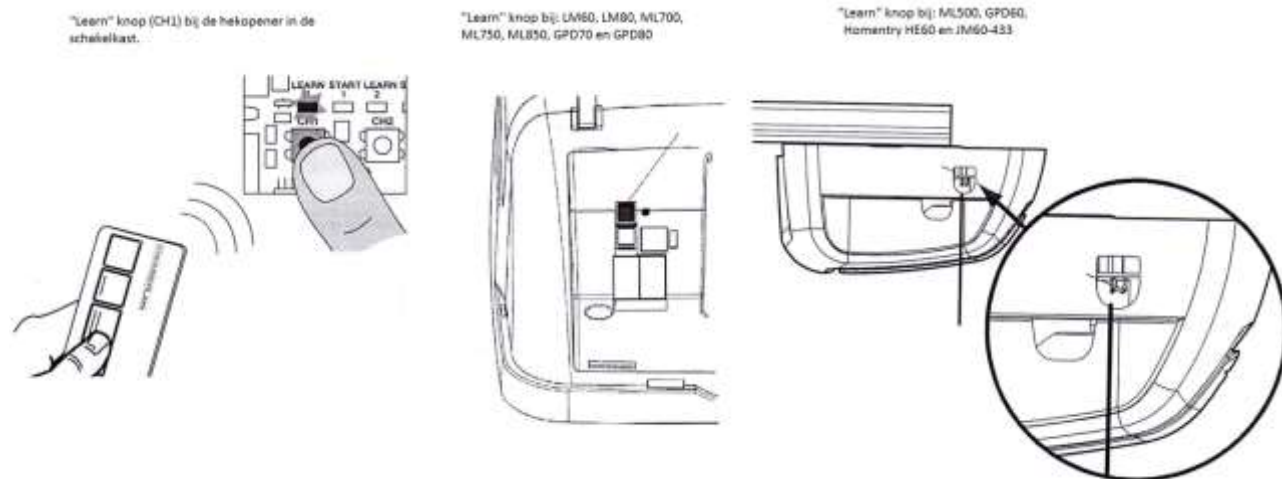 "Learn" knop (CH1) bij de hekopener in de
schakelkast.
"Learn" knop bij: LM60, LM80, ML700,
ML750, ML850, GPD70 en GPD80
"Learn" knop bij: ML500, GPD60,
Homentry HE60 en JM60-433
LEARN START LEARN S
1 2
CH1 CH2